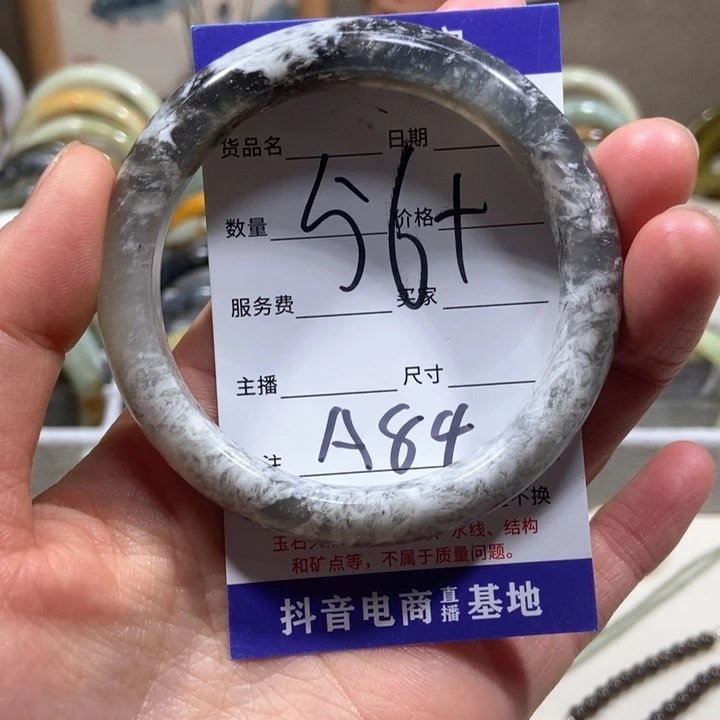 货品名 日期
56+
数量 价格
服务费 买家
主播 尺寸
A84
注
不换
水线、结构
和矿点等，不属于质量问题。
抖音电商直播基地